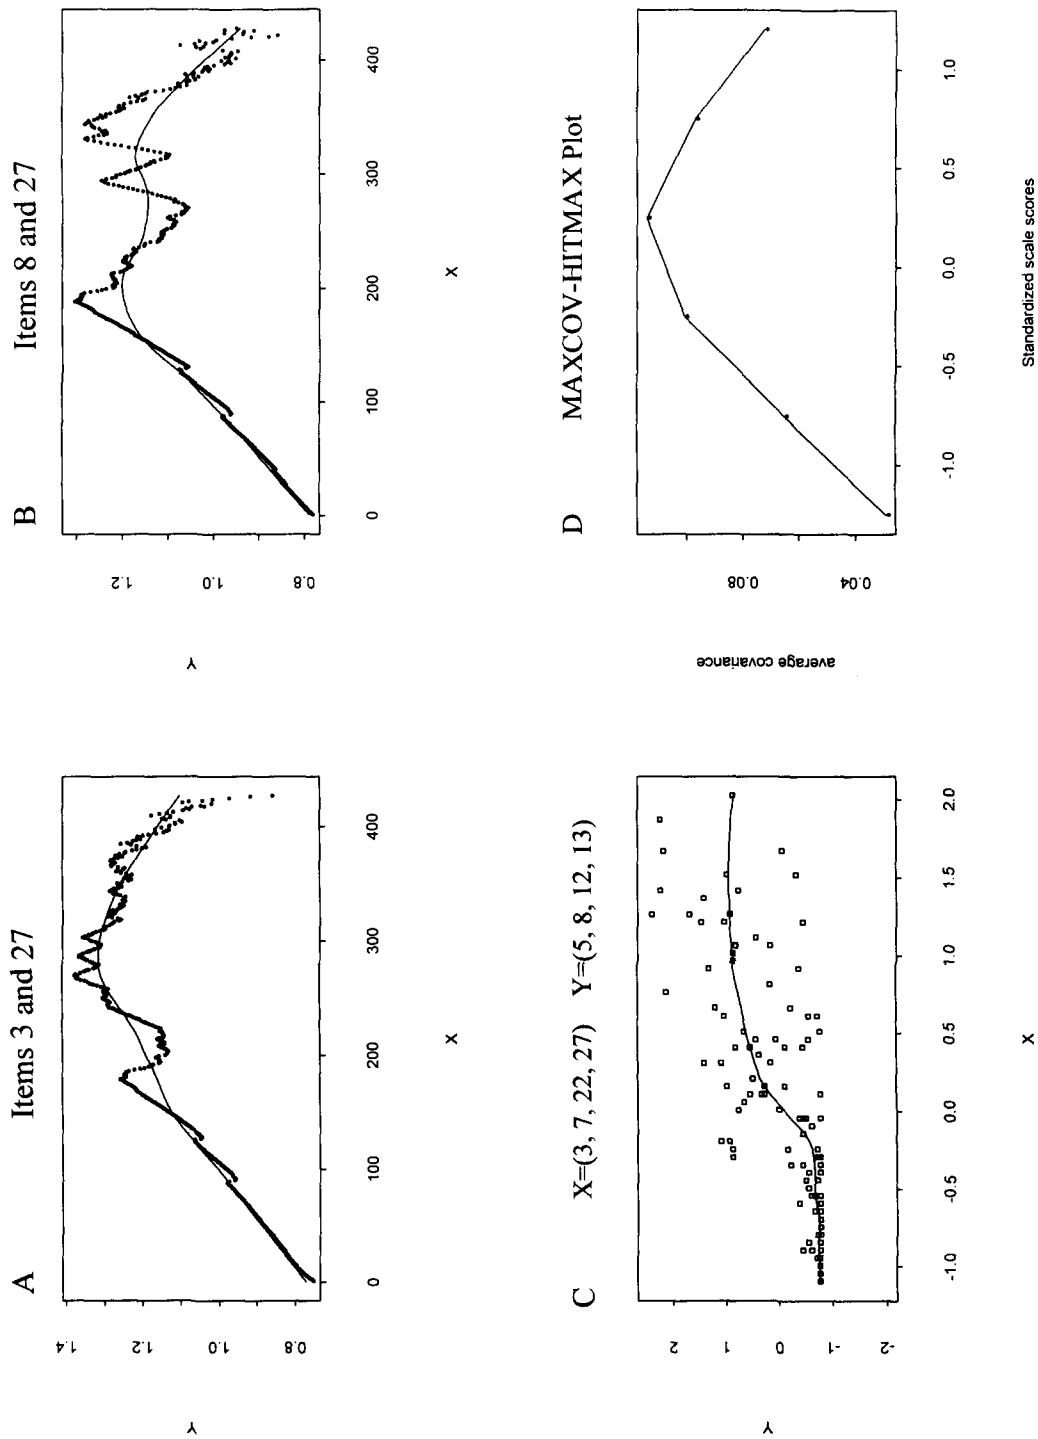 A Items 3 and 27
1.4
1.2
1.0
0.8
Y
0 100 200 300 400
X
B Items 8 and 27
1.2
1.0
0.8
Y
0 100 200 300 400
X
C X=(3, 7, 22, 27) Y=(5, 8, 12, 13)
2
1
0
-1
-2
Y
-1.0 -0.5 0.0 0.5 1.0 1.5 2.0
X
D MAXCOV-HITMAX Plot
0.08
0.04
average covariance
-1.0 -0.5 0.0 0.5 1.0
Standardized scale scores